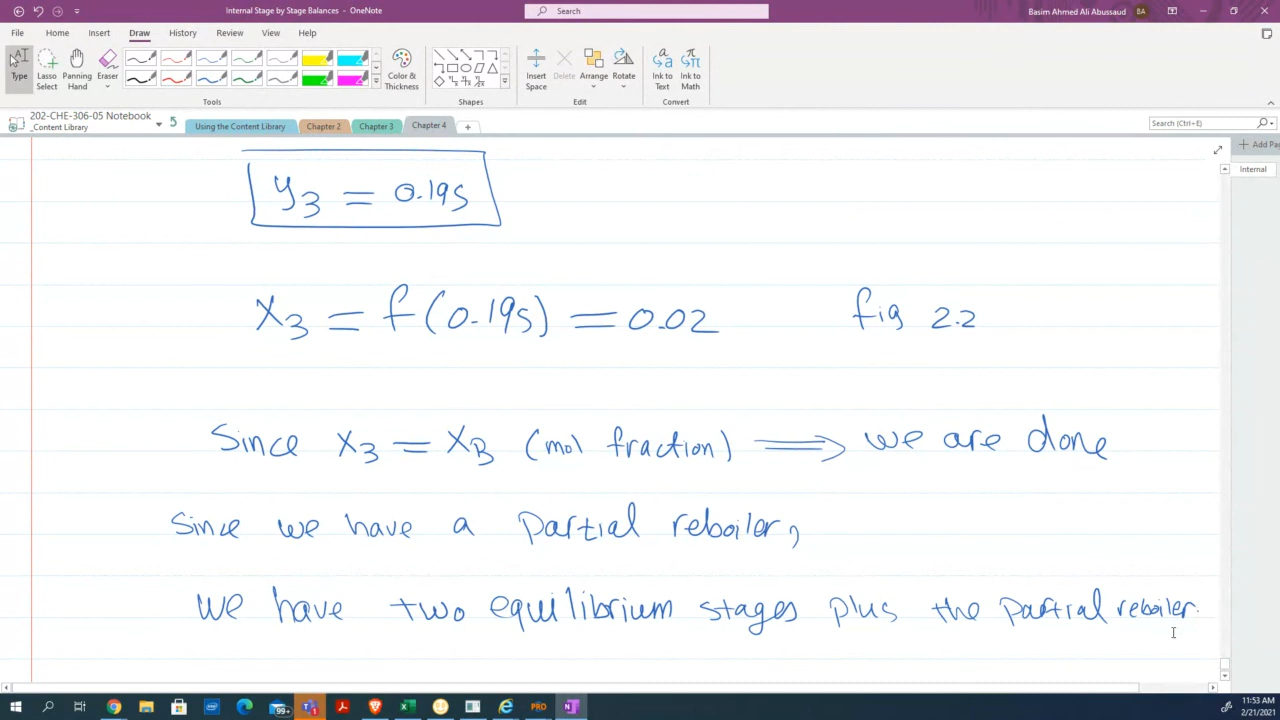 Internal Stage by Stage Balances - OneNote
Search
Basim Ahmed Ali Abussaud
BA
File Home Insert Draw History Review View Help
Type
Lasso Select
Panning Hand
Eraser
Color & Thickness
Insert Space
Delete
Arrange
Rotate
Ink to Text
Ink to Math
Tools
Shapes
Edit
Convert
202-CHE-306-05 Notebook
_Content Library
Using the Content Library
Chapter 2
Chapter 3
Chapter 4
Search (Ctrl+E)
Add Pa
Internal
y3 = 0.195
x3 = f(0.195) = 0.02 fig 2.2
Since x3 = xB (mol fraction) ⟹ we are done
Since we have a partial reboiler,
we have two equilibrium stages plus the partial reboiler.
99+
PRO
11:53 AM
2/21/2021